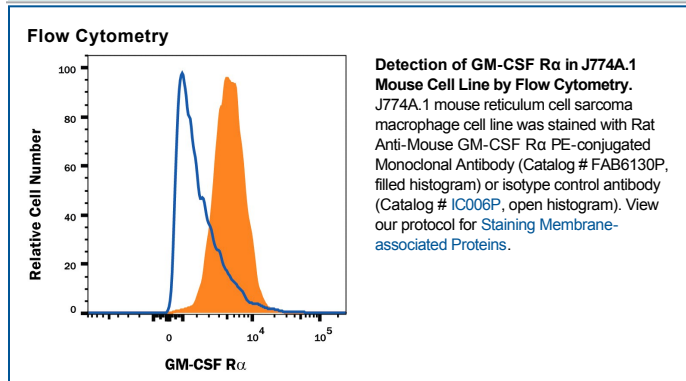 Flow Cytometry
100
80
60
40
20
0
Relative Cell Number
0
10^4
10^5
GM-CSF Rα
Detection of GM-CSF Rα in J774A.1
Mouse Cell Line by Flow Cytometry.
J774A.1 mouse reticulum cell sarcoma
macrophage cell line was stained with Rat
Anti-Mouse GM-CSF Rα PE-conjugated
Monoclonal Antibody (Catalog # FAB6130P,
filled histogram) or isotype control antibody
(Catalog # IC006P, open histogram). View
our protocol for Staining Membrane-
associated Proteins.